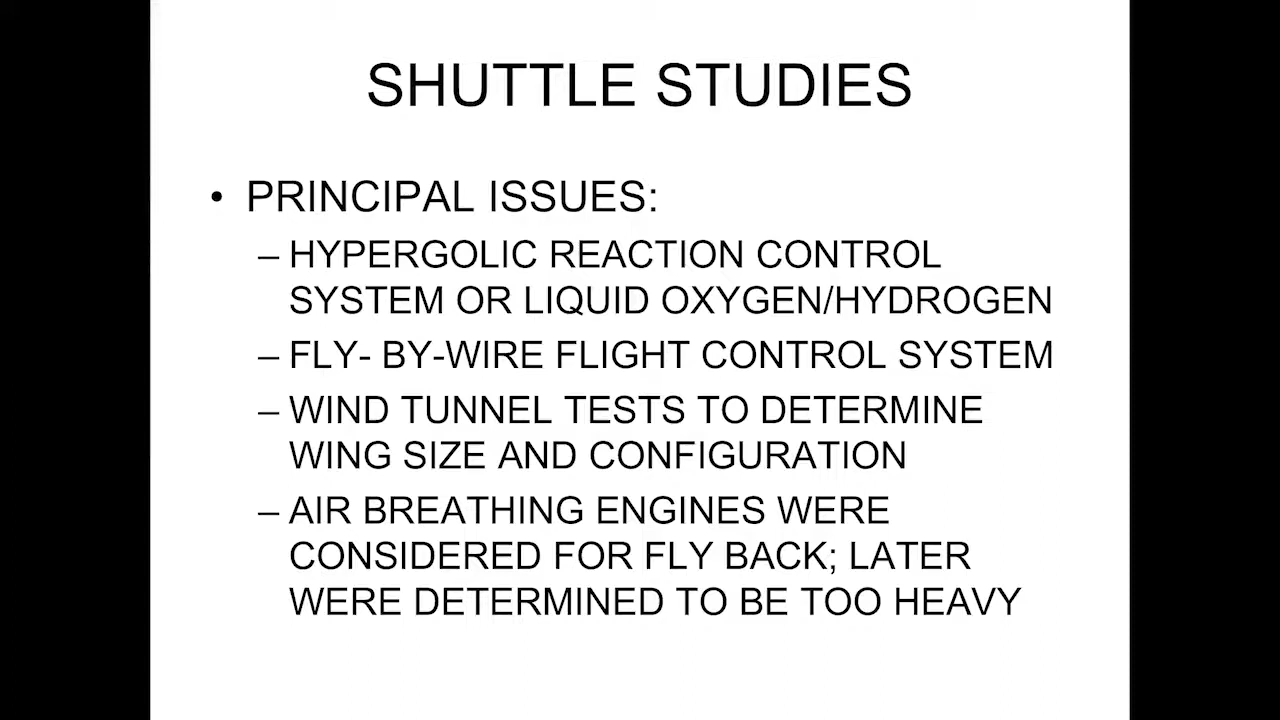 SHUTTLE STUDIES
• PRINCIPAL ISSUES:
– HYPERGOLIC REACTION CONTROL
SYSTEM OR LIQUID OXYGEN/HYDROGEN
– FLY- BY-WIRE FLIGHT CONTROL SYSTEM
– WIND TUNNEL TESTS TO DETERMINE
WING SIZE AND CONFIGURATION
– AIR BREATHING ENGINES WERE
CONSIDERED FOR FLY BACK; LATER
WERE DETERMINED TO BE TOO HEAVY